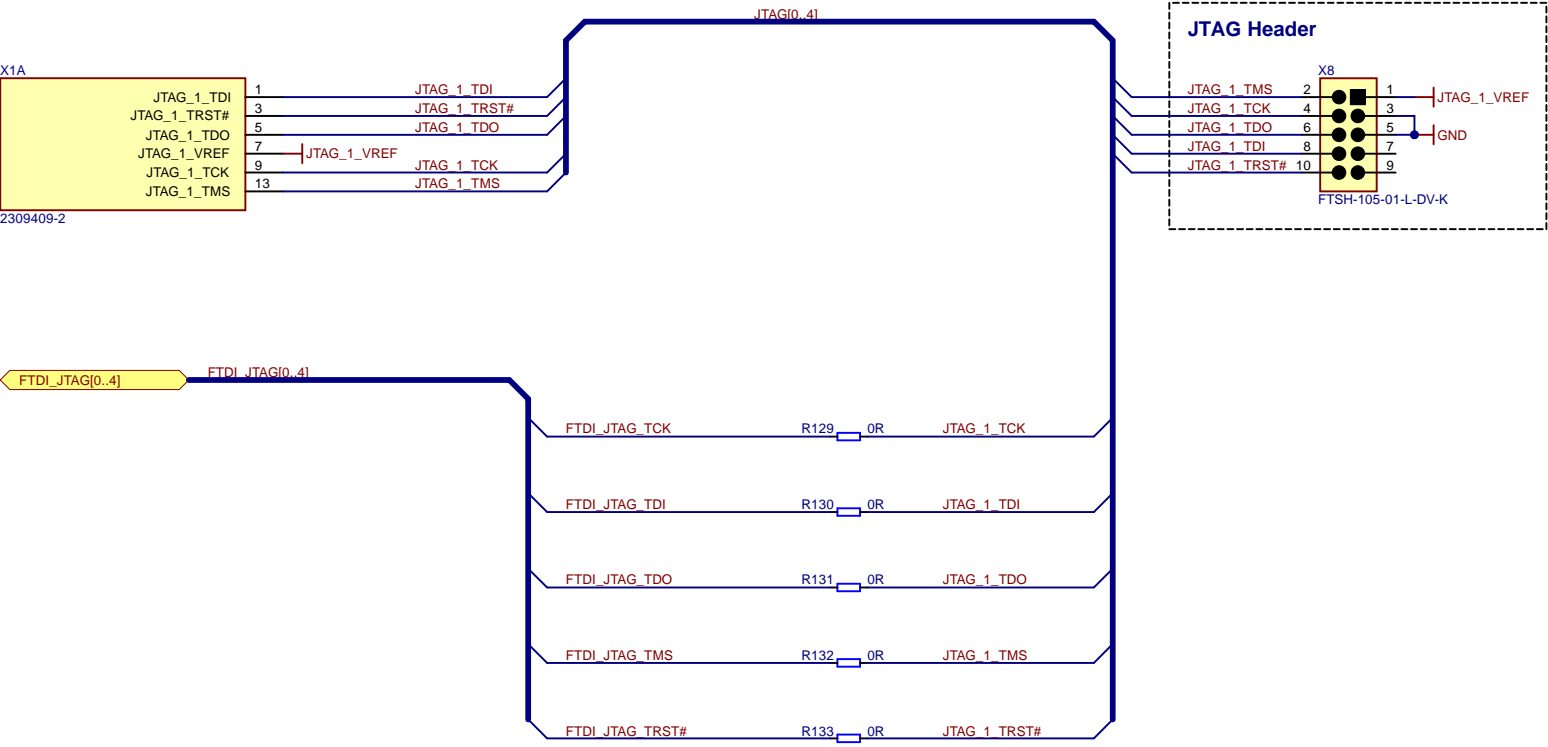 JTAG[0..4]
JTAG Header
X1A
JTAG_1_TDI 1 JTAG_1_TDI
JTAG_1_TRST# 3 JTAG_1_TRST#
JTAG_1_TDO 5 JTAG_1_TDO
JTAG_1_VREF 7 JTAG_1_VREF
JTAG_1_TCK 9 JTAG_1_TCK
JTAG_1_TMS 13 JTAG_1_TMS
2309409-2
X8
JTAG_1_TMS 2 1 JTAG_1_VREF
JTAG_1_TCK 4 3
JTAG_1_TDO 6 5 GND
JTAG_1_TDI 8 7
JTAG_1_TRST# 10 9
FTSH-105-01-L-DV-K
FTDI_JTAG[0..4] FTDI_JTAG[0..4]
FTDI_JTAG_TCK R129 0R JTAG_1_TCK
FTDI_JTAG_TDI R130 0R JTAG_1_TDI
FTDI_JTAG_TDO R131 0R JTAG_1_TDO
FTDI_JTAG_TMS R132 0R JTAG_1_TMS
FTDI_JTAG_TRST# R133 0R JTAG_1_TRST#